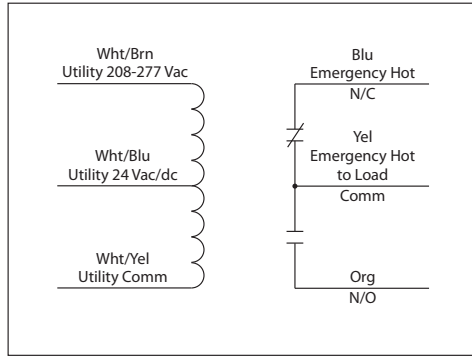 Wht/Brn
Utility 208-277 Vac
Wht/Blu
Utility 24 Vac/dc
Wht/Yel
Utility Comm
Blu
Emergency Hot
N/C
Yel
Emergency Hot
to Load
Comm
Org
N/O